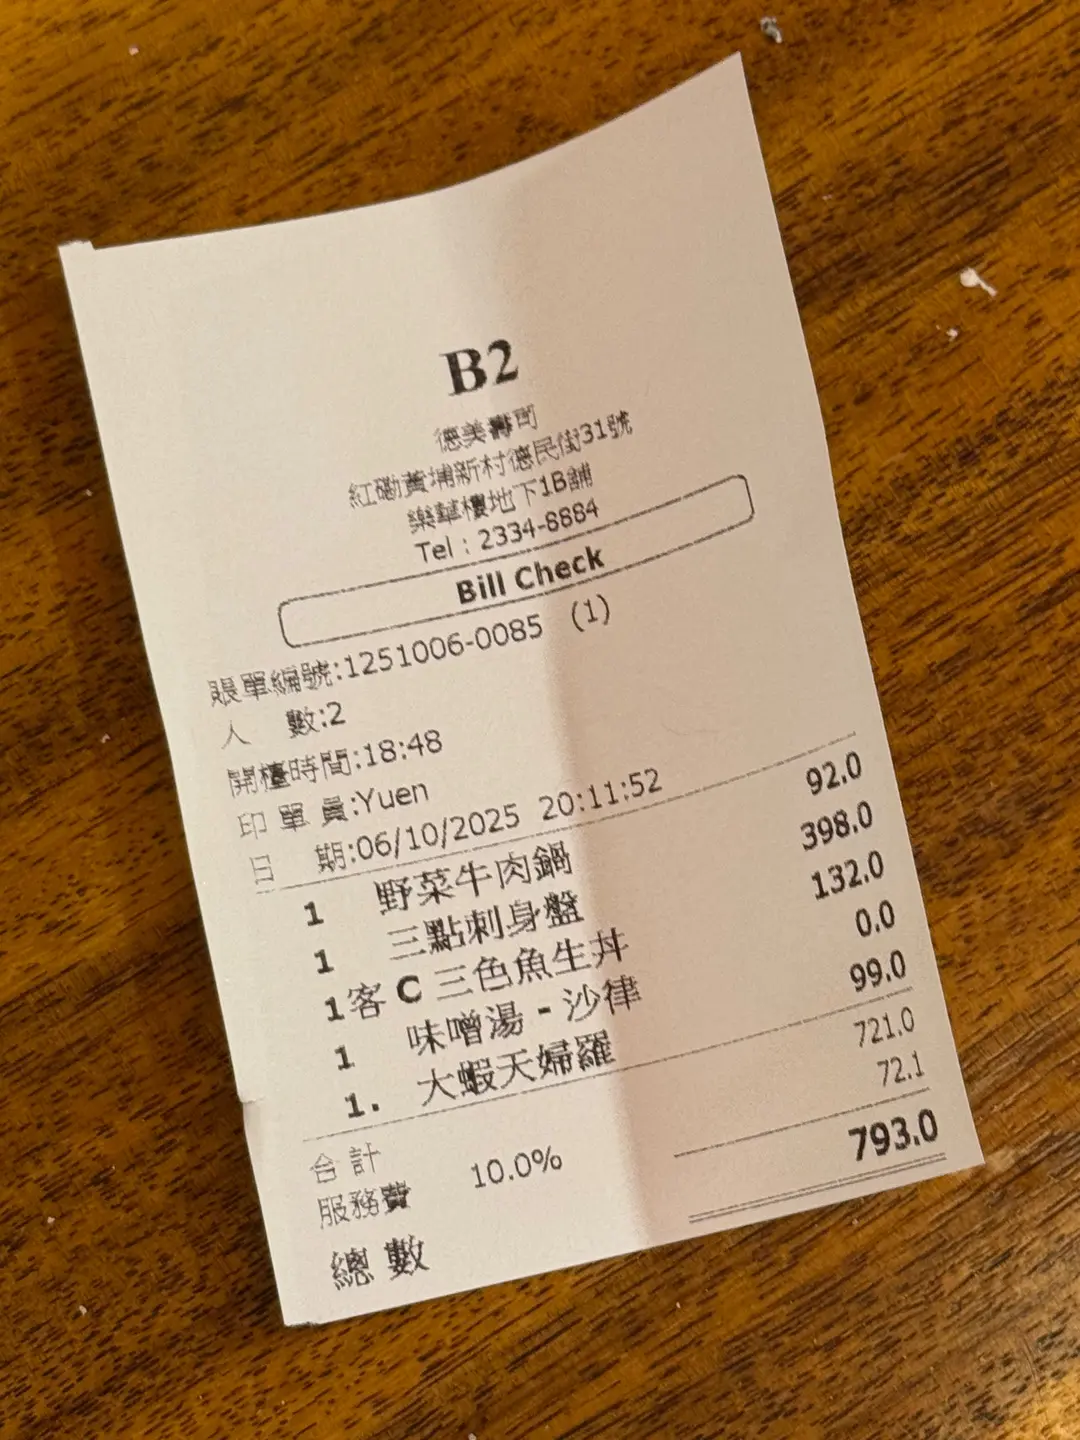 B2
德美壽司
紅磡黃埔新村德民街31號
樂華樓地下1B舖
Tel : 2334-8884
Bill Check
賬單編號:1251006-0085 (1)
人 數:2
開檯時間:18:48
印 單 員:Yuen
日 期:06/10/2025 20:11:52
1 野菜牛肉鍋 92.0
1 三點刺身盤 398.0
1客 C 三色魚生丼 132.0
1 味噌湯 - 沙律 0.0
1. 大蝦天婦羅 99.0
合 計 721.0
服務費 10.0% 72.1
總 數 793.0